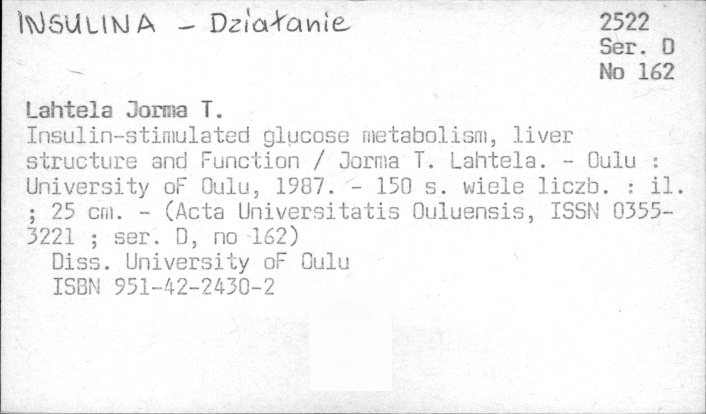 INSULINA - Działanie
2522
Ser. D
No 162
Lahtela Jorma T.
Insulin-stimulated glucose metabolism, liver
structure and Function / Jorma T. Lahtela. - Oulu :
University oF Oulu, 1987. - 150 s. wiele liczb. : il.
; 25 cm. - (Acta Universitatis Ouluensis, ISSN 0355-
3221 ; ser. D, no 162)
Diss. University oF Oulu
ISBN 951-42-2430-2